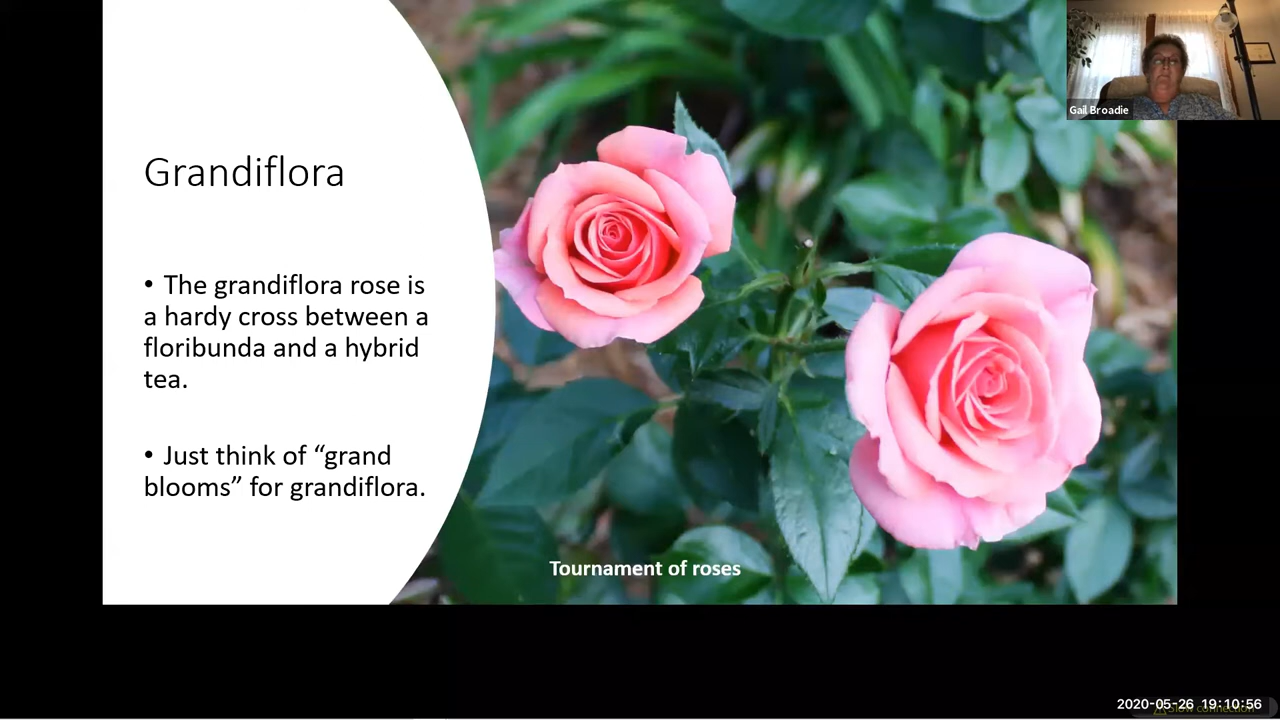 Gail Broadie
Grandiflora
• The grandiflora rose is
a hardy cross between a
floribunda and a hybrid
tea.
• Just think of “grand
blooms” for grandiflora.
Tournament of roses
2020-05-26 19:10:56